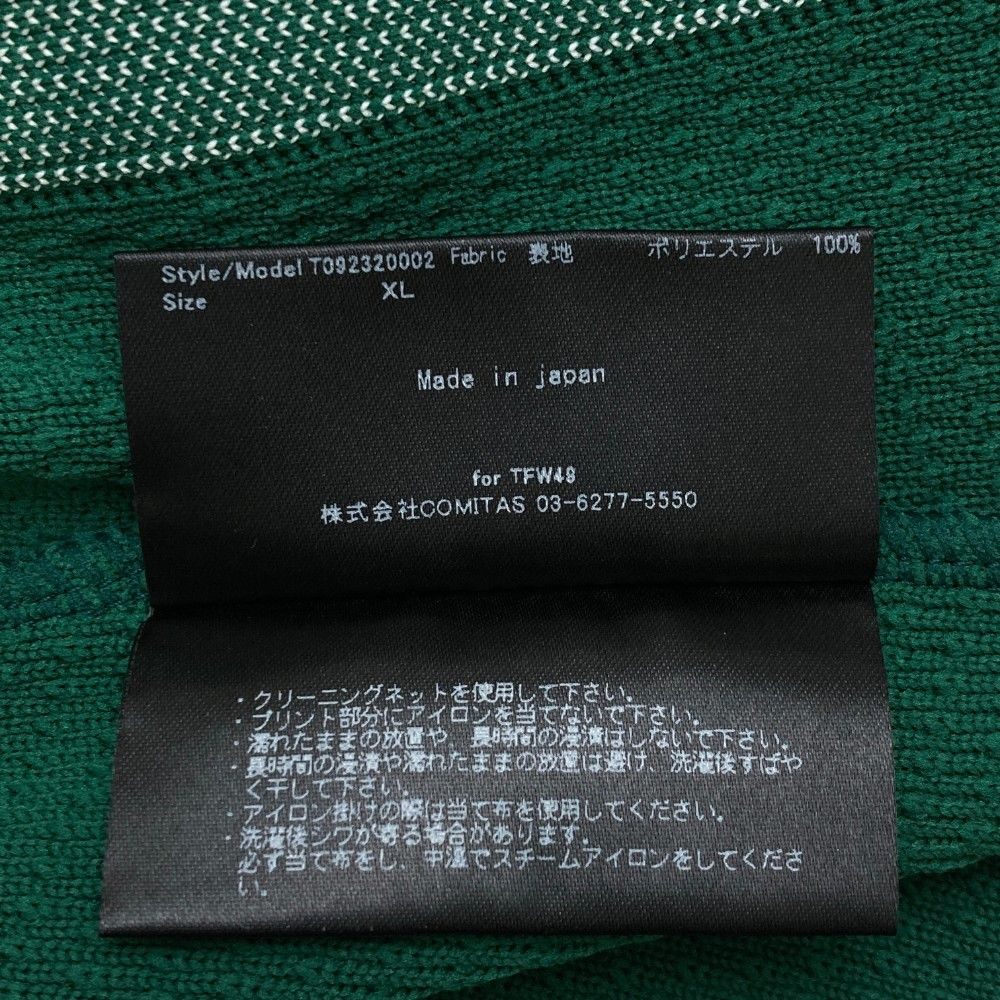 Style/Model T092320002 Fabric 表地 ポリエステル 100%
Size XL
Made in japan
for TFW49
株式会社COMITAS 03-6277-5550
・クリーニングネットを使用して下さい。
・プリント部分にアイロンを当てないで下さい。
・濡れたままの放置や、長時間の浸漬はしないで下さい。
・長時間の浸漬や濡れたままの放置は避け、洗濯後すばや
く干して下さい。
・アイロン掛けの際は当て布を使用してください。
・洗濯後シワが寄る場合があります。
必ず当て布をし、中温でスチームアイロンをしてくださ
い。